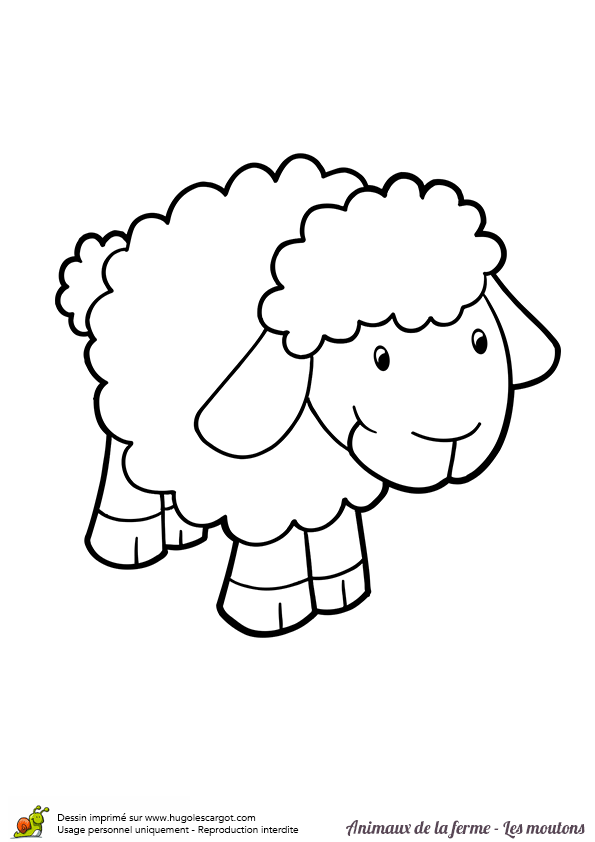 Dessin imprimé sur www.hugolescargot.com
Usage personnel uniquement - Reproduction interdite
Animaux de la ferme - Les moutons